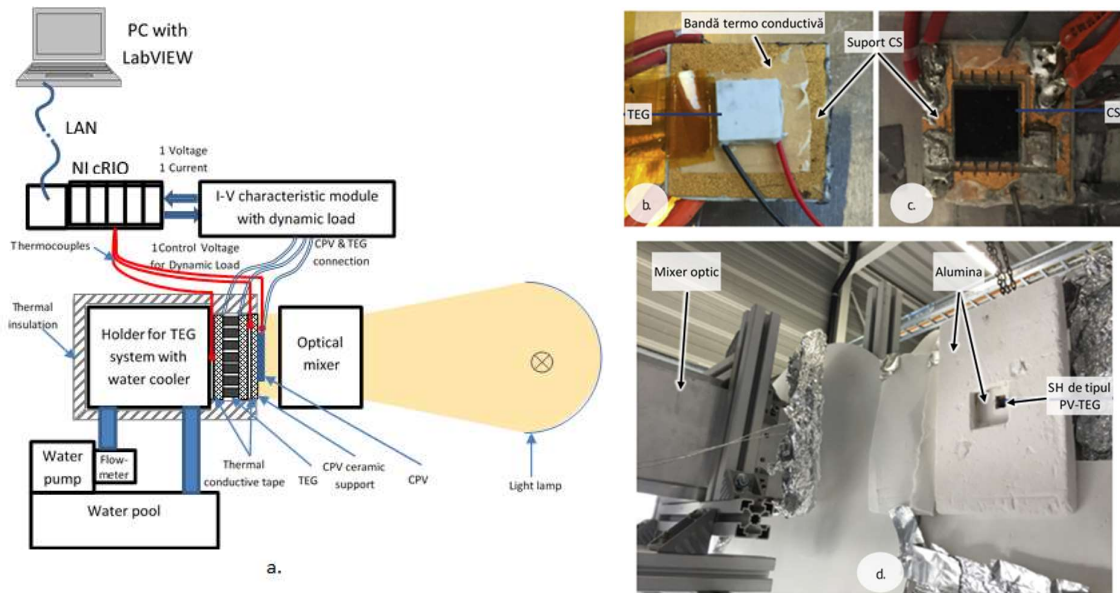 PC with
LabVIEW
LAN
NI cRIO
1 Voltage
1 Current
I-V characteristic module
with dynamic load
Thermocouples
1Control Voltage
for Dynamic Load
CPV & TEG
connection
Thermal
insulation
Holder for TEG
system with
water cooler
Optical
mixer
Water
pump
Flow-
meter
Water pool
Thermal
conductive tape
TEG
CPV ceramic
support
CPV
Light lamp
a.
Bandă termo conductivă
Suport CS
TEG
CS
b.
c.
Mixer optic
Alumina
SH de tipul
PV-TEG
d.